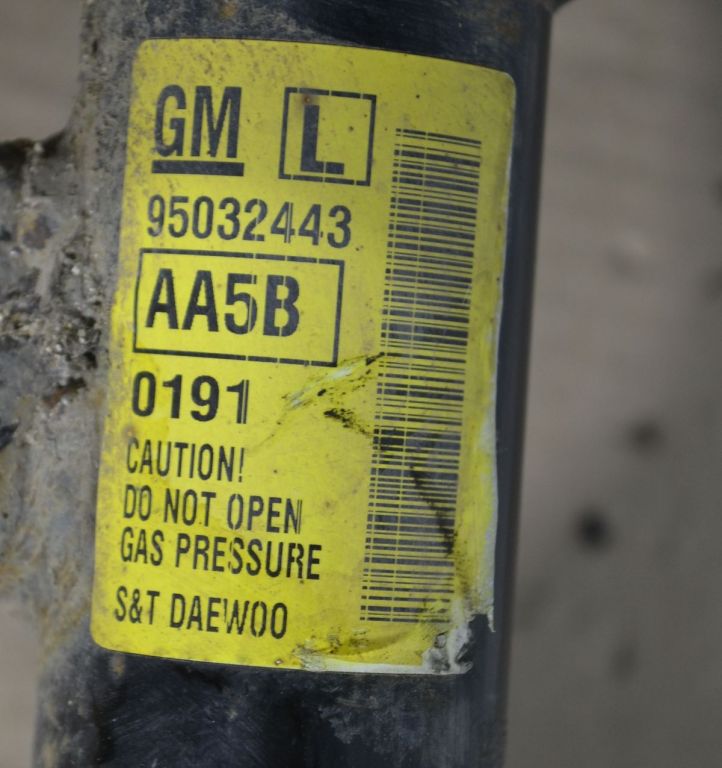 GM L
95032443
AA5B
0191
CAUTION!
DO NOT OPEN
GAS PRESSURE
S&T DAEWOO